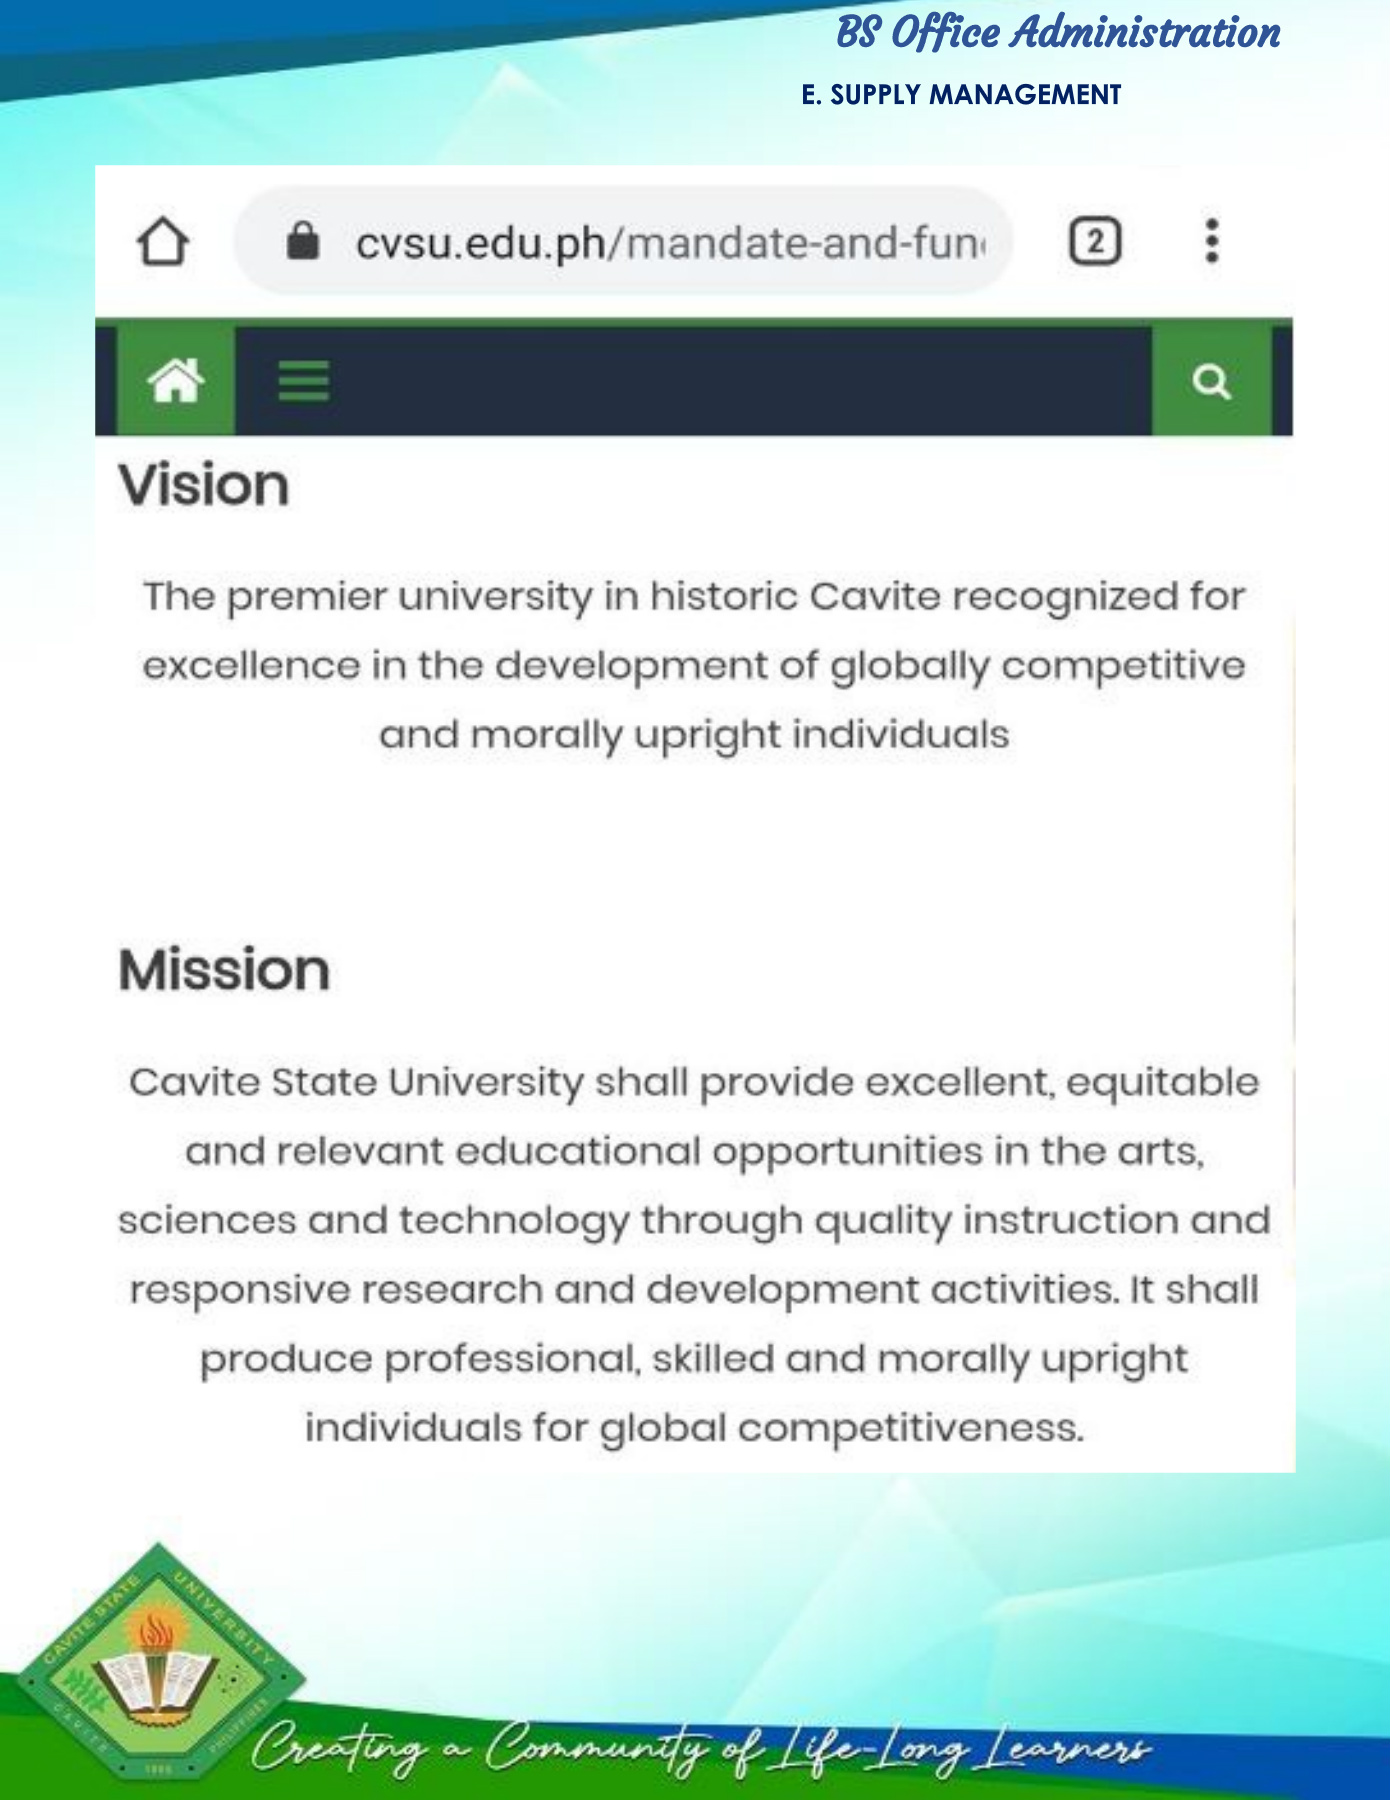 BS Office Administration
E. SUPPLY MANAGEMENT
cvsu.edu.ph/mandate-and-fun
2
Vision
The premier university in historic Cavite recognized for
excellence in the development of globally competitive
and morally upright individuals
Mission
Cavite State University shall provide excellent, equitable
and relevant educational opportunities in the arts,
sciences and technology through quality instruction and
responsive research and development activities. It shall
produce professional, skilled and morally upright
individuals for global competitiveness.
CAVITE STATE UNIVERSITY
CAVITE
PHILIPPINES
1906
Creating a Community of Life-Long Learners